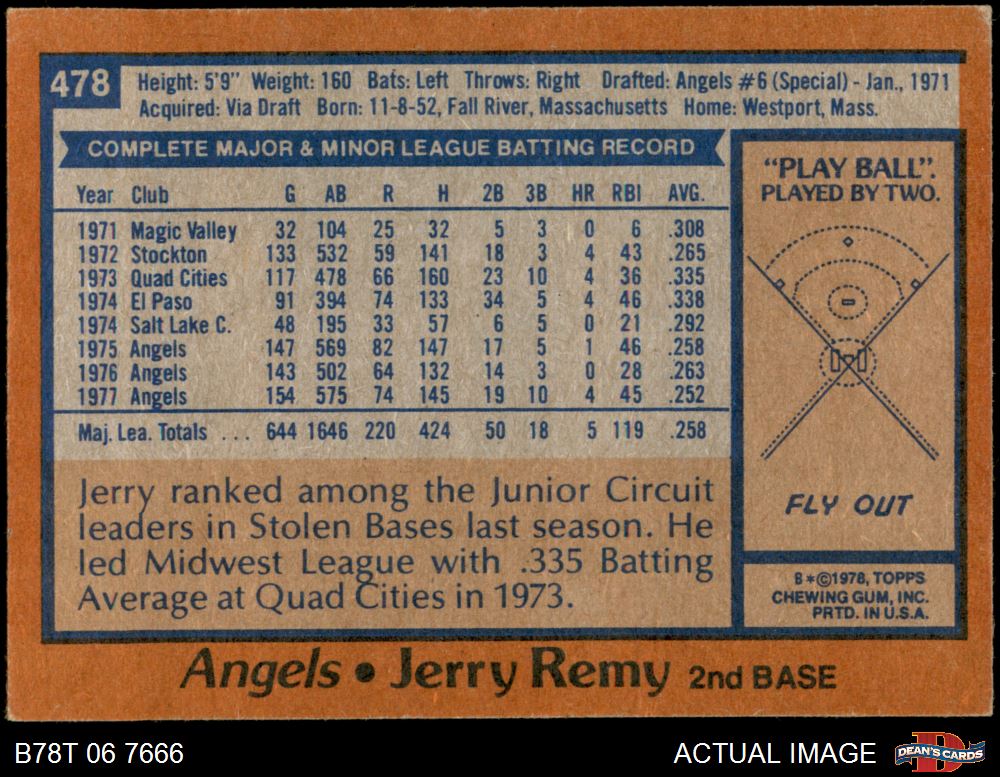 478
Height: 5'9" Weight: 160 Bats: Left Throws: Right Drafted: Angels #6 (Special) - Jan., 1971
Acquired: Via Draft Born: 11-8-52, Fall River, Massachusetts Home: Westport, Mass.
COMPLETE MAJOR & MINOR LEAGUE BATTING RECORD
Year Club G AB R H 2B 3B HR RBI AVG.
1971 Magic Valley 32 104 25 32 5 3 0 6 .308
1972 Stockton 133 532 59 141 18 3 4 43 .265
1973 Quad Cities 117 478 66 160 23 10 4 36 .335
1974 El Paso 91 394 74 133 34 5 4 46 .338
1974 Salt Lake C. 48 195 33 57 6 5 0 21 .292
1975 Angels 147 569 82 147 17 5 1 46 .258
1976 Angels 143 502 64 132 14 3 0 28 .263
1977 Angels 154 575 74 145 19 10 4 45 .252
Maj. Lea. Totals ... 644 1646 220 424 50 18 5 119 .258
Jerry ranked among the Junior Circuit
leaders in Stolen Bases last season. He
led Midwest League with .335 Batting
Average at Quad Cities in 1973.
"PLAY BALL".
PLAYED BY TWO.
FLY OUT
B*©1978, TOPPS
CHEWING GUM, INC.
PRTD. IN U.S.A.
Angels • Jerry Remy 2nd BASE
B78T 06 7666
ACTUAL IMAGE
DEAN'S CARDS